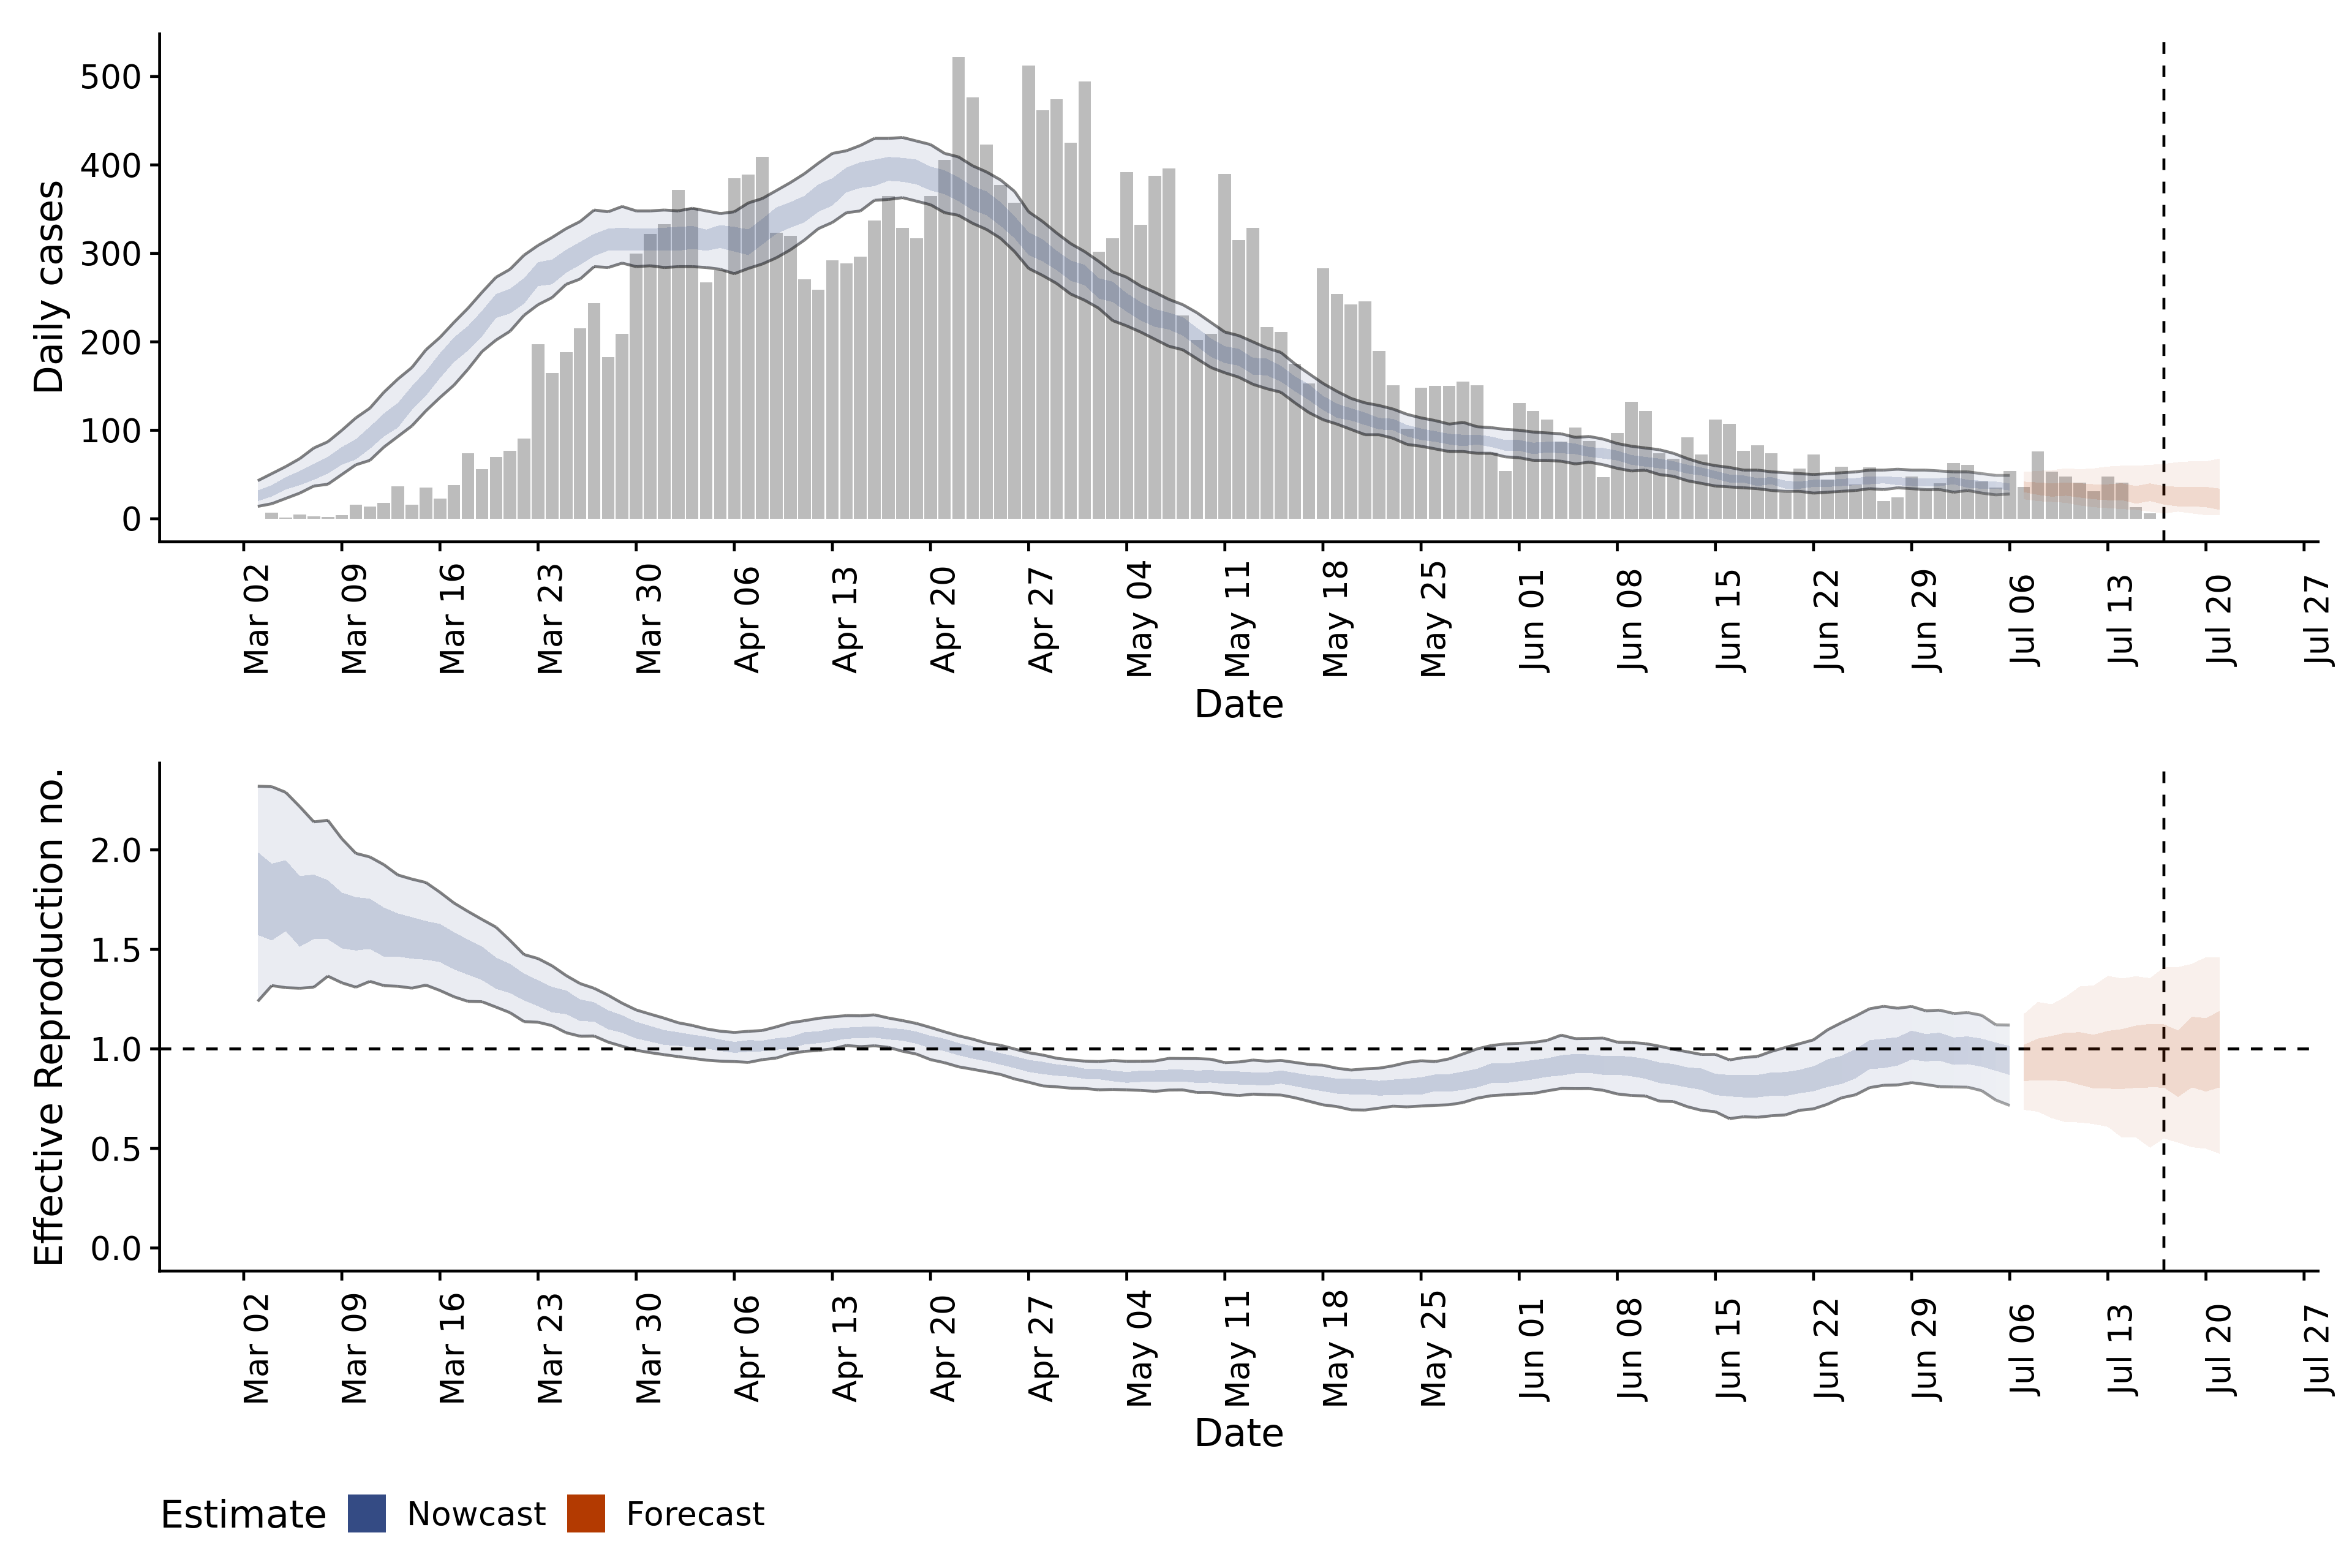 Daily cases
500
400
300
200
100
0
Mar 02
Mar 09
Mar 16
Mar 23
Mar 30
Apr 06
Apr 13
Apr 20
Apr 27
May 04
May 11
May 18
May 25
Jun 01
Jun 08
Jun 15
Jun 22
Jun 29
Jul 06
Jul 13
Jul 20
Jul 27
Date
Effective Reproduction no.
2.0
1.5
1.0
0.5
0.0
Mar 02
Mar 09
Mar 16
Mar 23
Mar 30
Apr 06
Apr 13
Apr 20
Apr 27
May 04
May 11
May 18
May 25
Jun 01
Jun 08
Jun 15
Jun 22
Jun 29
Jul 06
Jul 13
Jul 20
Jul 27
Date
Estimate Nowcast Forecast